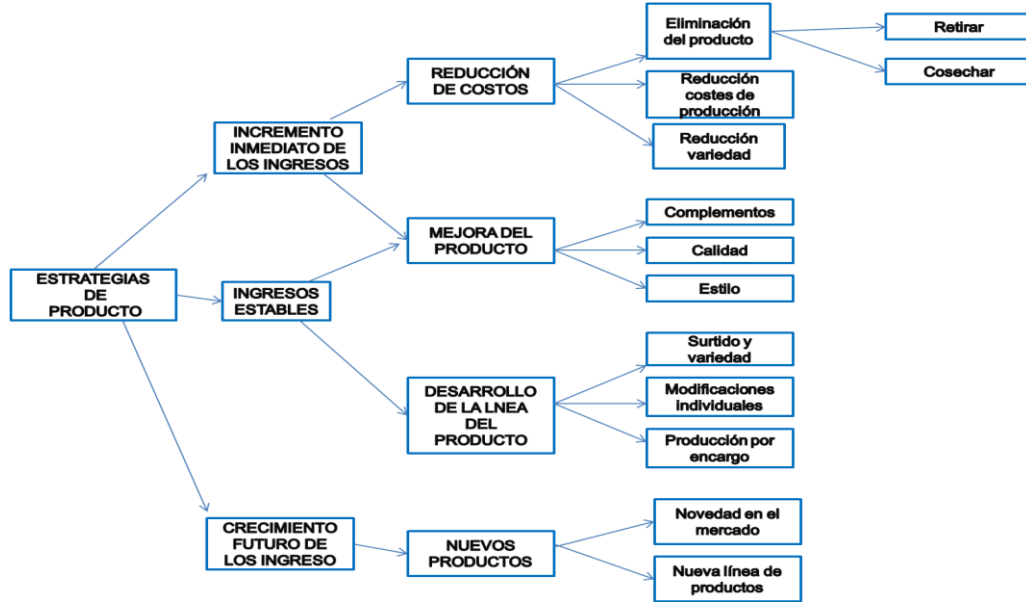 Eliminación
del producto
Retirar
Cosechar
REDUCCIÓN
DE COSTOS
Reducción
costes de
producción
Reducción
variedad
INCREMENTO
INMEDIATO DE
LOS INGRESOS
MEJORA DEL
PRODUCTO
Complementos
Calidad
Estilo
ESTRATEGIAS
DE
PRODUCTO
INGRESOS
ESTABLES
Surtido y
variedad
DESARROLLO
DE LA LNEA
DEL
PRODUCTO
Modificaciones
individuales
Producción por
encargo
CRECIMIENTO
FUTURO DE
LOS INGRESO
NUEVOS
PRODUCTOS
Novedad en el
mercado
Nueva línea de
productos